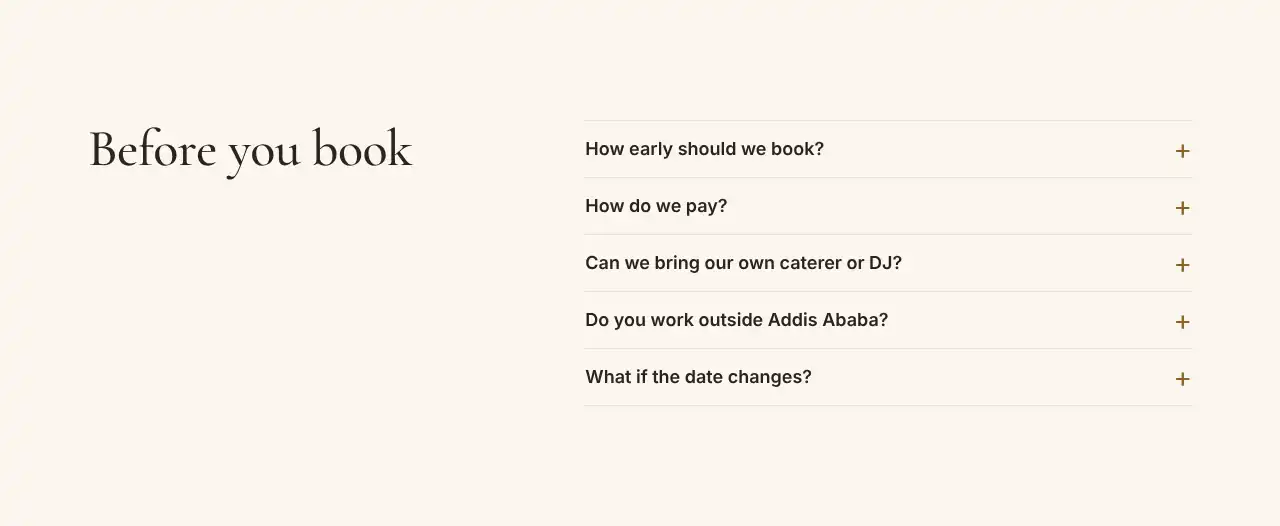 Before you book
How early should we book?
How do we pay?
Can we bring our own caterer or DJ?
Do you work outside Addis Ababa?
What if the date changes?